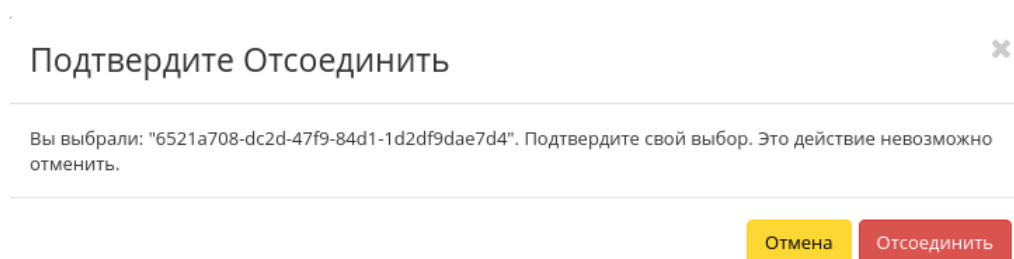 Подтвердите Отсоединить
Вы выбрали: "6521a708-dc2d-47f9-84d1-1d2df9dae7d4". Подтвердите свой выбор. Это действие невозможно
отменить.
Отмена
Отсоединить